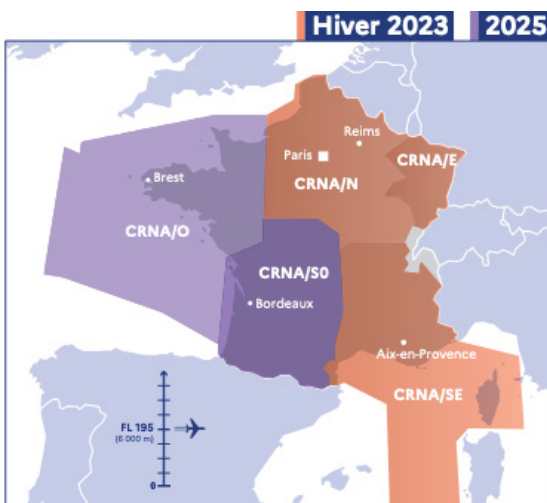 Hiver 2023
2025
Reims
Paris
CRNA/E
CRNA/N
Brest
CRNA/O
CRNA/S0
Bordeaux
Aix-en-Provence
CRNA/SE
FL 195
(6 000 m)
0